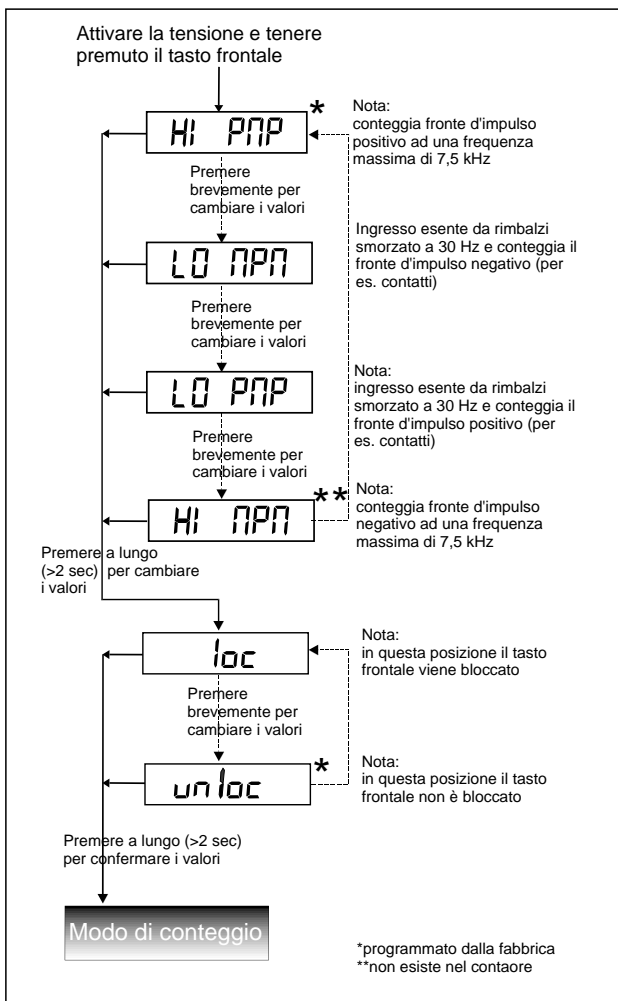 Attivare la tensione e tenere
premuto il tasto frontale
HI PNP
*
Nota:
conteggia fronte d'impulso
positivo ad una frequenza
massima di 7,5 kHz
Premere
brevemente per
cambiare i valori
LO NPN
Ingresso esente da rimbalzi
smorzato a 30 Hz e conteggia il
fronte d'impulso negativo (per
es. contatti)
Premere
brevemente per
cambiare i valori
LO PNP
Nota:
ingresso esente da rimbalzi
smorzato a 30 Hz e conteggia il
fronte d'impulso positivo (per
es. contatti)
Premere
brevemente per
cambiare i valori
HI NPN
**
Nota:
conteggia fronte d'impulso
negativo ad una frequenza
massima di 7,5 kHz
Premere a lungo
(>2 sec) per cambiare
i valori
loc
Nota:
in questa posizione il tasto
frontale viene bloccato
Premere
brevemente per
cambiare i valori
unloc
*
Nota:
in questa posizione il tasto
frontale non è bloccato
Premere a lungo (>2 sec)
per confermare i valori
Modo di conteggio
*programmato dalla fabbrica
**non esiste nel contaore